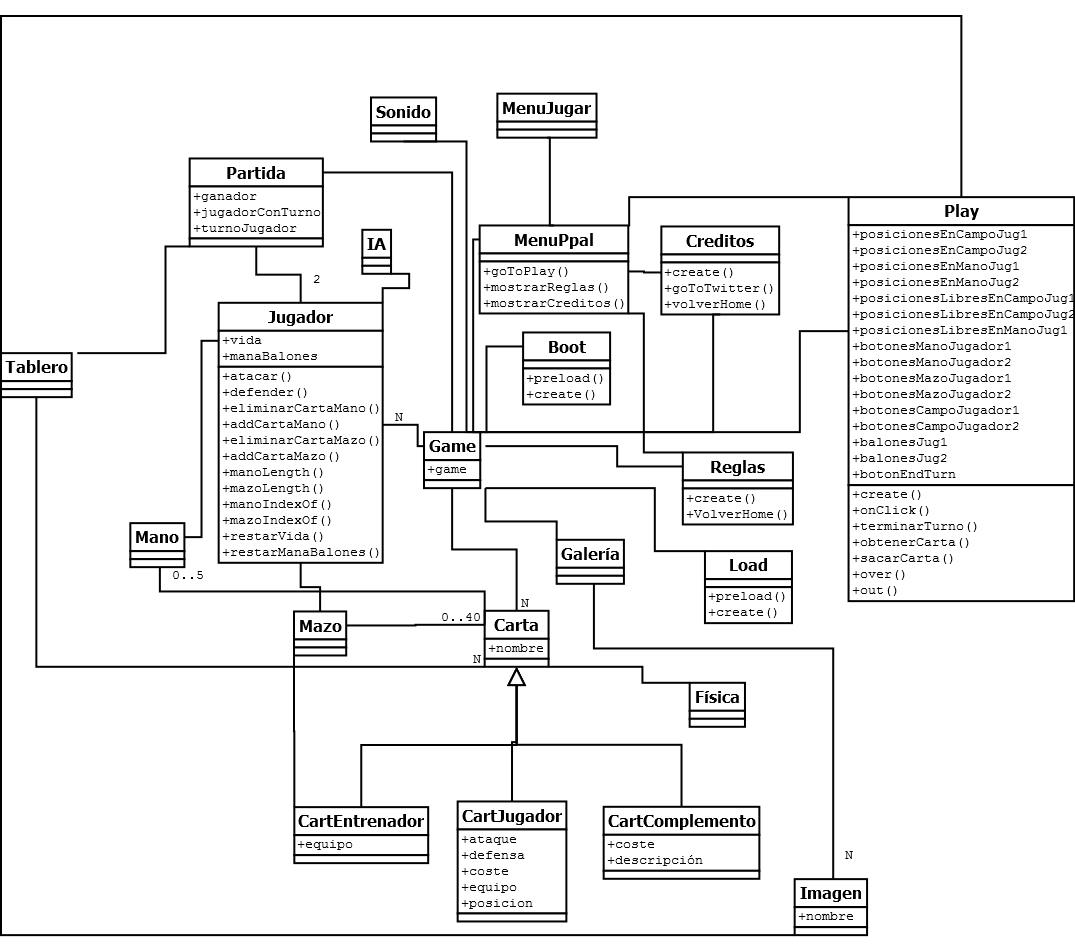 Sonido
MenuJugar
Partida
+ganador
+jugadorConTurno
+turnoJugador
IA
2
MenuPpal
+goToPlay()
+mostrarReglas()
+mostrarCreditos()
Creditos
+create()
+goToTwitter()
+volverHome()
Play
+posicionesEnCampoJug1
+posicionesEnCampoJug2
+posicionesEnManoJug1
+posicionesEnManoJug2
+posicionesLibresEnCampoJug1
+posicionesLibresEnCampoJug2
+posicionesLibresEnManoJug1
+botonesManoJugador1
+botonesManoJugador2
+botonesMazoJugador1
+botonesMazoJugador2
+botonesCampoJugador1
+botonesCampoJugador2
+balonesJug1
+balonesJug2
+botonEndTurn
+create()
+onClick()
+terminarTurno()
+obtenerCarta()
+sacarCarta()
+over()
+out()
Jugador
+vida
+manaBalones
+atacar()
+defender()
+eliminarCartaMano()
+addCartaMano()
+eliminarCartaMazo()
+addCartaMazo()
+manoLength()
+mazoLength()
+manoIndexOf()
+mazoIndexOf()
+restarVida()
+restarManaBalones()
Tablero
Boot
+preload()
+create()
N
Game
+game
Reglas
+create()
+VolverHome()
Mano
0..5
Galería
Load
+preload()
+create()
Mazo
0..40
N
Carta
+nombre
N
Física
CartEntrenador
+equipo
CartJugador
+ataque
+defensa
+coste
+equipo
+posicion
CartComplemento
+coste
+descripción
N
Imagen
+nombre